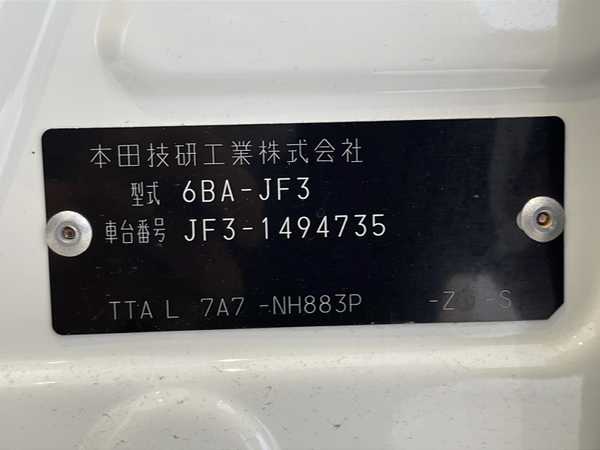 本田技研工業株式会社
型式 6BA-JF3
車台番号 JF3-1494735
TTA L 7A7 -NH883P -Z -S